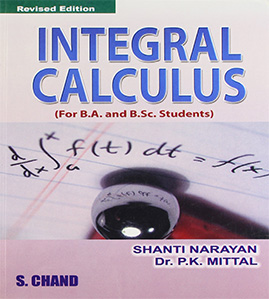 Revised Edition
INTEGRAL
CALCULUS
(For B.A. and B.Sc. Students)
d/dx ∫ₐˣ f(t) dt = f(x)
SHANTI NARAYAN
Dr. P.K. MITTAL
S. CHAND